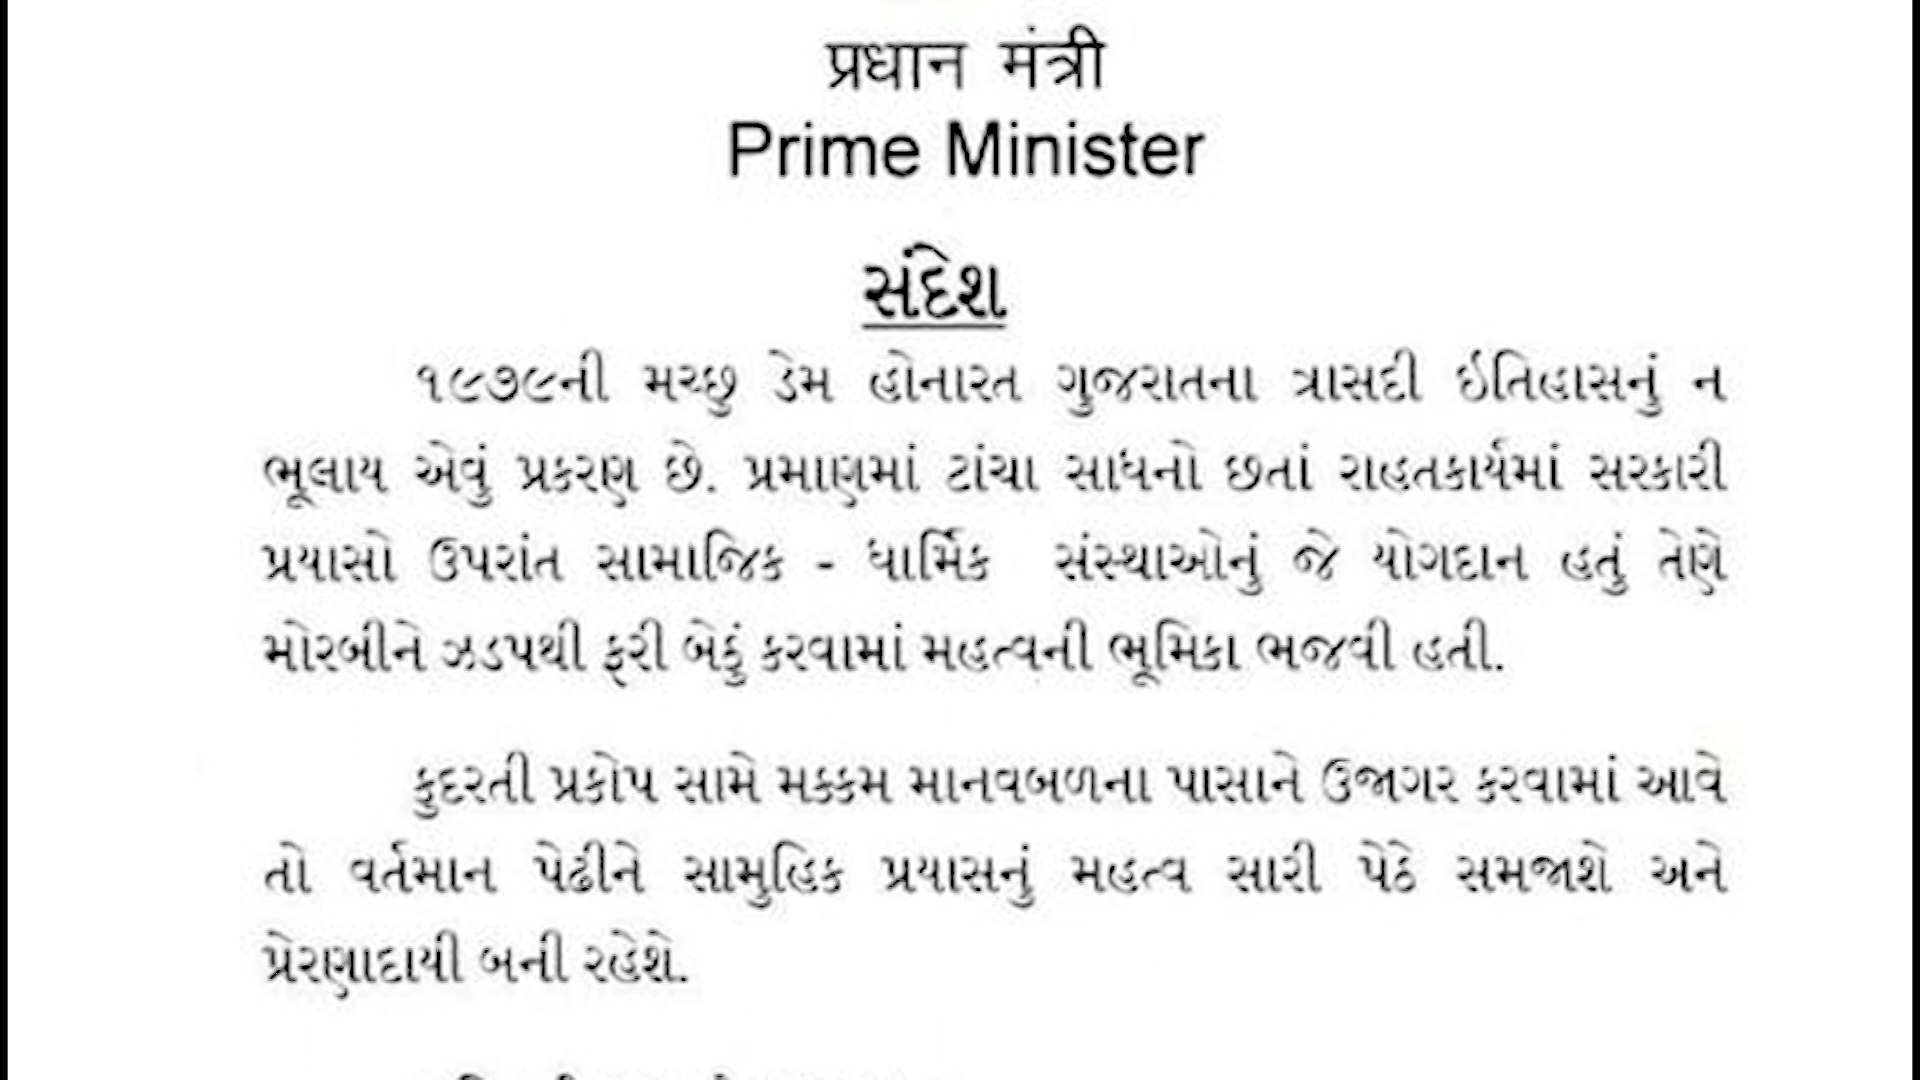 प्रधान मंत्री
Prime Minister
સંદેશ
૧૯૭૯ની મચ્છુ ડેમ હોનારત ગુજરાતના ત્રાસદી ઇતિહાસનું ન
ભૂલાય એવું પ્રકરણ છે. પ્રમાણમાં ટાંચા સાધનો છતાં રાહતકાર્યમાં સરકારી
પ્રયાસો ઉપરાંત સામાજિક - ધાર્મિક સંસ્થાઓનું જે યોગદાન હતું તેણે
મોરબીને ઝડપથી ફરી બેઠું કરવામાં મહત્વની ભૂમિકા ભજવી હતી.
કુદરતી પ્રકોપ સામે મક્કમ માનવબળના પાસાને ઉજાગર કરવામાં આવે
તો વર્તમાન પેઢીને સામુહિક પ્રયાસનું મહત્વ સારી પેઠે સમજાશે અને
પ્રેરણાદાયી બની રહેશે.